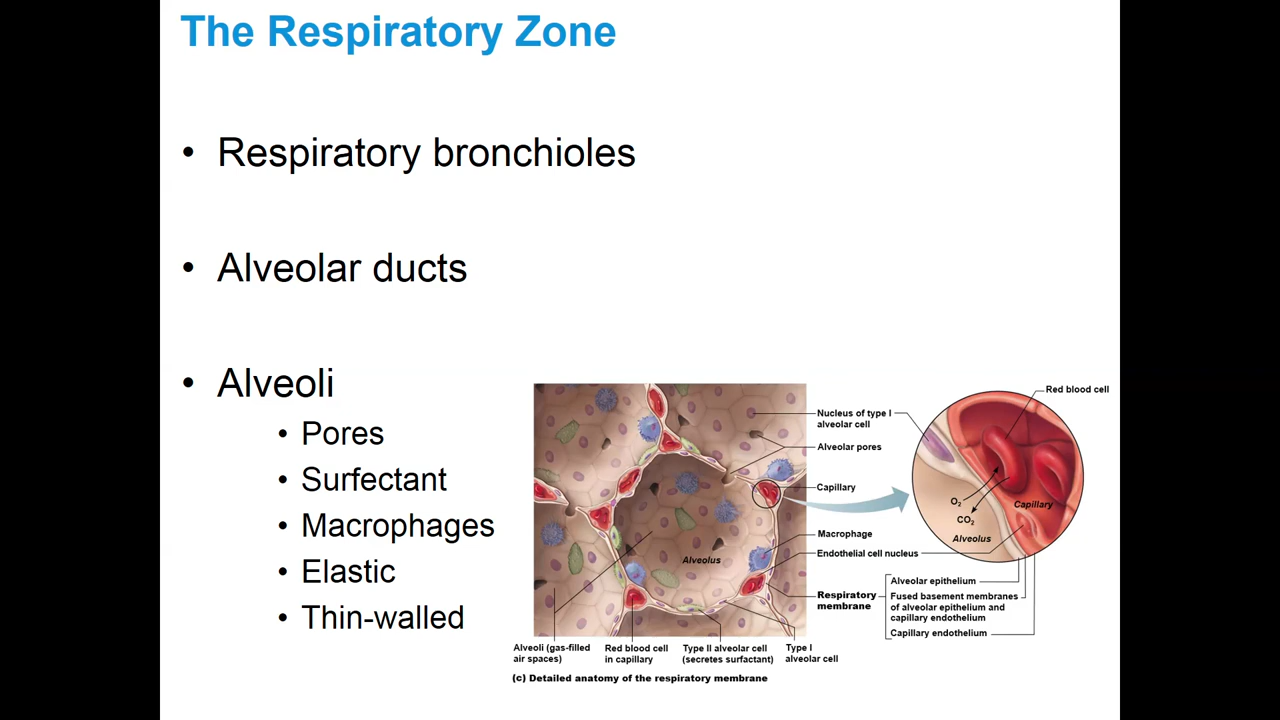 The Respiratory Zone
• Respiratory bronchioles
• Alveolar ducts
• Alveoli
• Pores
• Surfectant
• Macrophages
• Elastic
• Thin-walled
Red blood cell
Nucleus of type I
alveolar cell
Alveolar pores
Capillary
O2
CO2
Capillary
Alveolus
Macrophage
Endothelial cell nucleus
Alveolus
Respiratory
membrane
Alveolar epithelium
Fused basement membranes
of alveolar epithelium and
capillary endothelium
Capillary endothelium
Alveoli (gas-filled
air spaces)
Red blood cell
in capillary
Type II alveolar cell
(secretes surfactant)
Type I
alveolar cell
(c) Detailed anatomy of the respiratory membrane